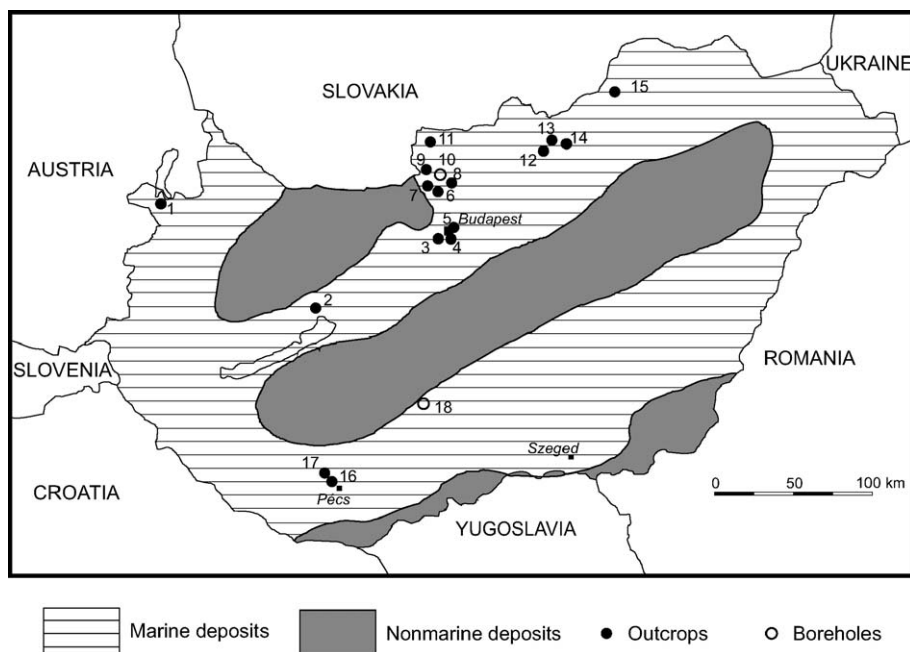 UKRAINE
SLOVAKIA
15
AUSTRIA
11
13
14
12
9 10
8
7 6
1
5 Budapest
3 4
2
SLOVENIA
ROMANIA
18
Szeged
17
16
Pécs
CROATIA
0 50 100 km
YUGOSLAVIA
Marine deposits Nonmarine deposits Outcrops Boreholes